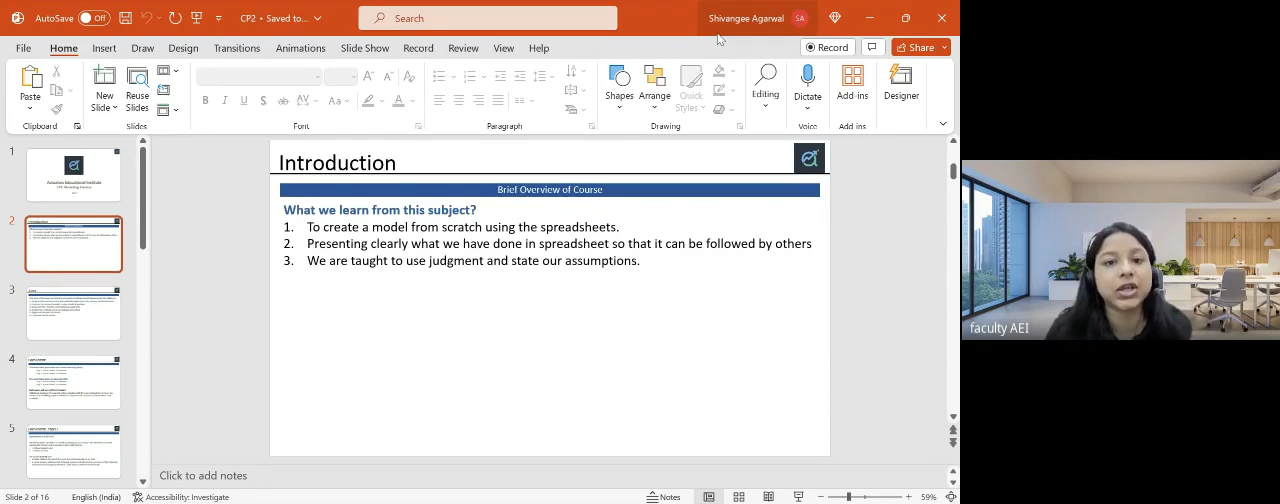 AutoSave Off CP2 • Saved to... Search Shivangee Agarwal SA
File Home Insert Draw Design Transitions Animations Slide Show Record Review View Help Record Share
Paste New Slide Reuse Slides B I U S ab AV Aa A Shapes Arrange Quick Styles Editing Dictate Add-ins Designer
Clipboard Slides Font Paragraph Drawing Voice Add-ins
1
2
3
4
5
Introduction
Brief Overview of Course
What we learn from this subject?
1. To form a model from scratch using the spreadsheets.
2. Presenting clearly what we have done in spreadsheet so that it can be followed by others
3. We are taught to use judgment and state our assumptions.
faculty AEI
Click to add notes
Slide 2 of 16 English (India) Accessibility: Investigate Notes 59%